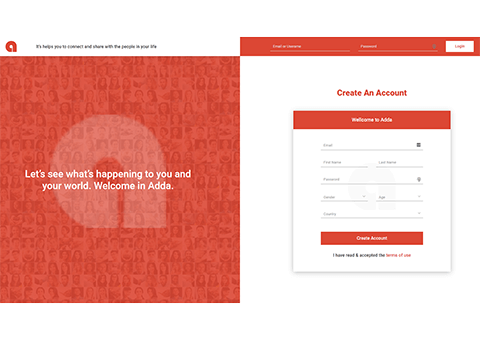 It's helps you to connect and share with the people in your life
Email or Username
Password
Login
Let's see what's happening to you and
your world. Welcome in Adda.
Create An Account
Wellcome to Adda
Email
First Name
Last Name
Password
Gender
Age
Country
Create Account
I have read & accepted the terms of use